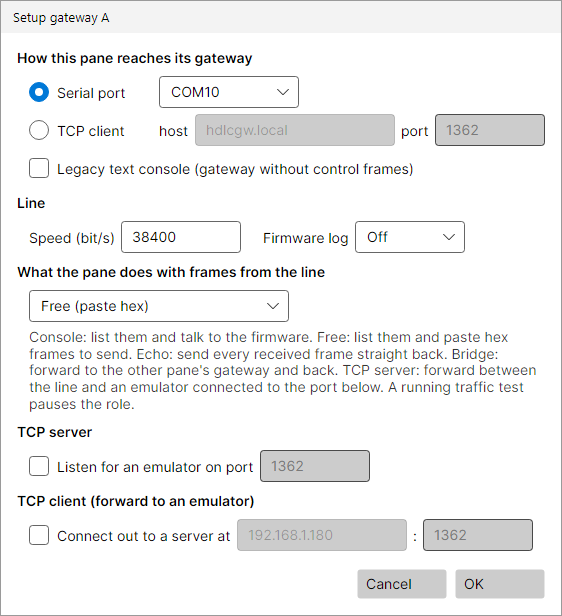 Setup gateway A
How this pane reaches its gateway
Serial port COM10
TCP client host hdlcgw.local port 1362
Legacy text console (gateway without control frames)
Line
Speed (bit/s) 38400 Firmware log Off
What the pane does with frames from the line
Free (paste hex)
Console: list them and talk to the firmware. Free: list them and paste hex
frames to send. Echo: send every received frame straight back. Bridge:
forward to the other pane's gateway and back. TCP server: forward between
the line and an emulator connected to the port below. A running traffic test
pauses the role.
TCP server
Listen for an emulator on port 1362
TCP client (forward to an emulator)
Connect out to a server at 192.168.1.180 : 1362
Cancel OK